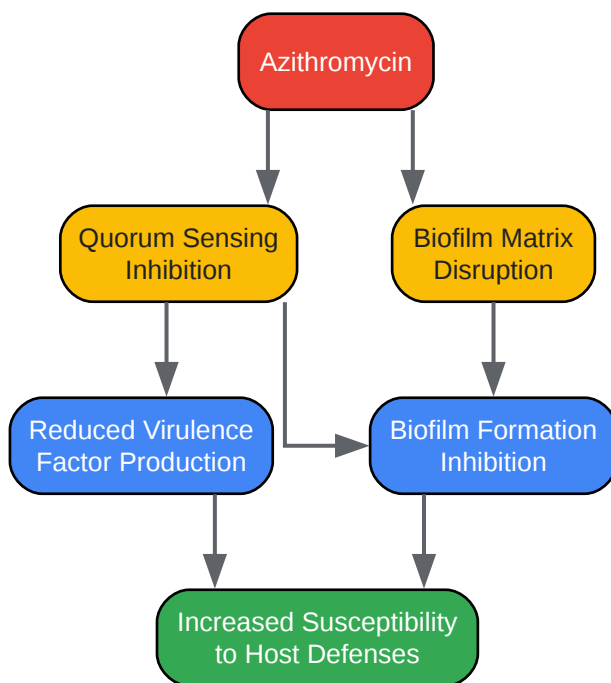 Azithromycin
Quorum Sensing
Inhibition
Biofilm Matrix
Disruption
Reduced Virulence
Factor Production
Biofilm Formation
Inhibition
Increased Susceptibility
to Host Defenses